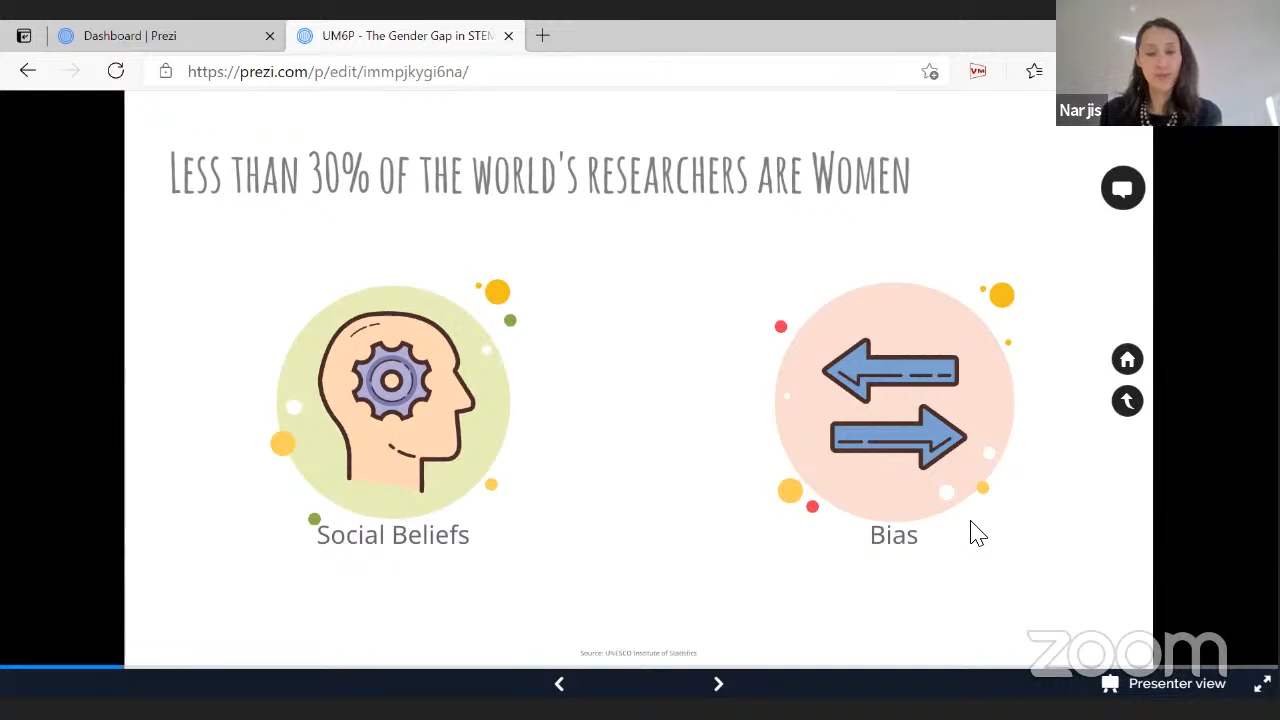 Dashboard | Prezi
UM6P - The Gender Gap in STEM
https://prezi.com/p/edit/immpjkygi6na/
VM
Narjis
LESS THAN 30% OF THE WORLD'S RESEARCHERS ARE WOMEN
Social Beliefs
Bias
Source: UNESCO Institute of Statistics
zoom
Presenter view